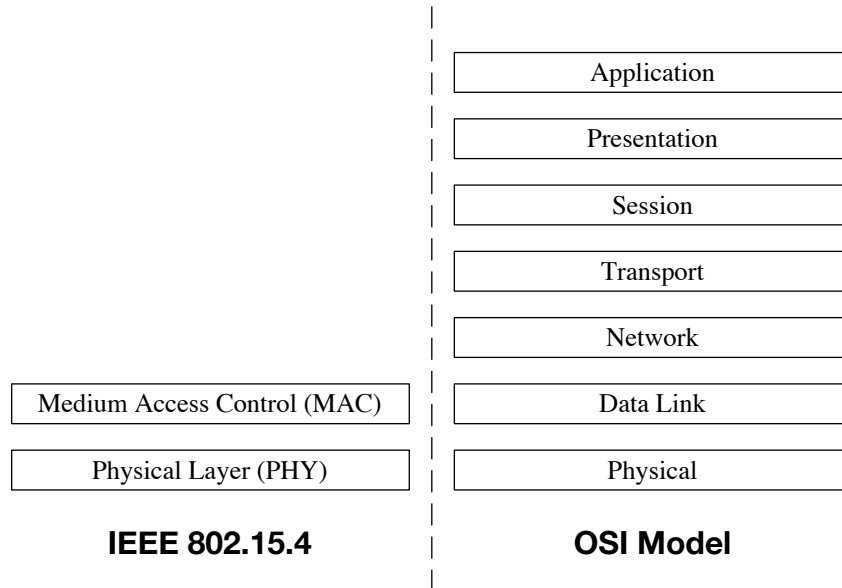 Application
Presentation
Session
Transport
Network
Medium Access Control (MAC)
Data Link
Physical Layer (PHY)
Physical
IEEE 802.15.4
OSI Model